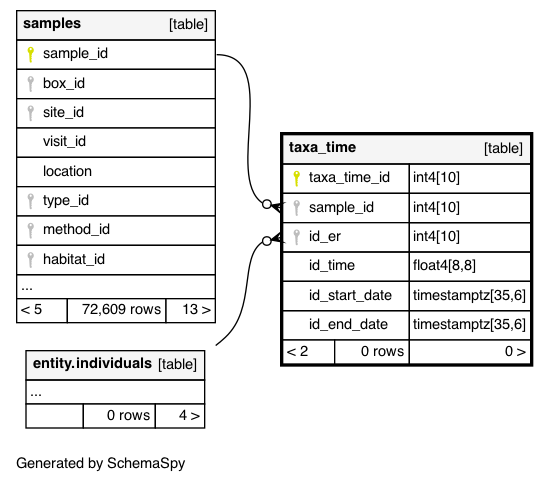 samples [table]
sample_id
box_id
site_id
visit_id
location
type_id
method_id
habitat_id
...
< 5 72,609 rows 13 >
taxa_time [table]
taxa_time_id int4[10]
sample_id int4[10]
id_er int4[10]
id_time float4[8,8]
id_start_date timestamptz[35,6]
id_end_date timestamptz[35,6]
< 2 0 rows 0 >
entity.individuals [table]
...
0 rows 4 >
Generated by SchemaSpy